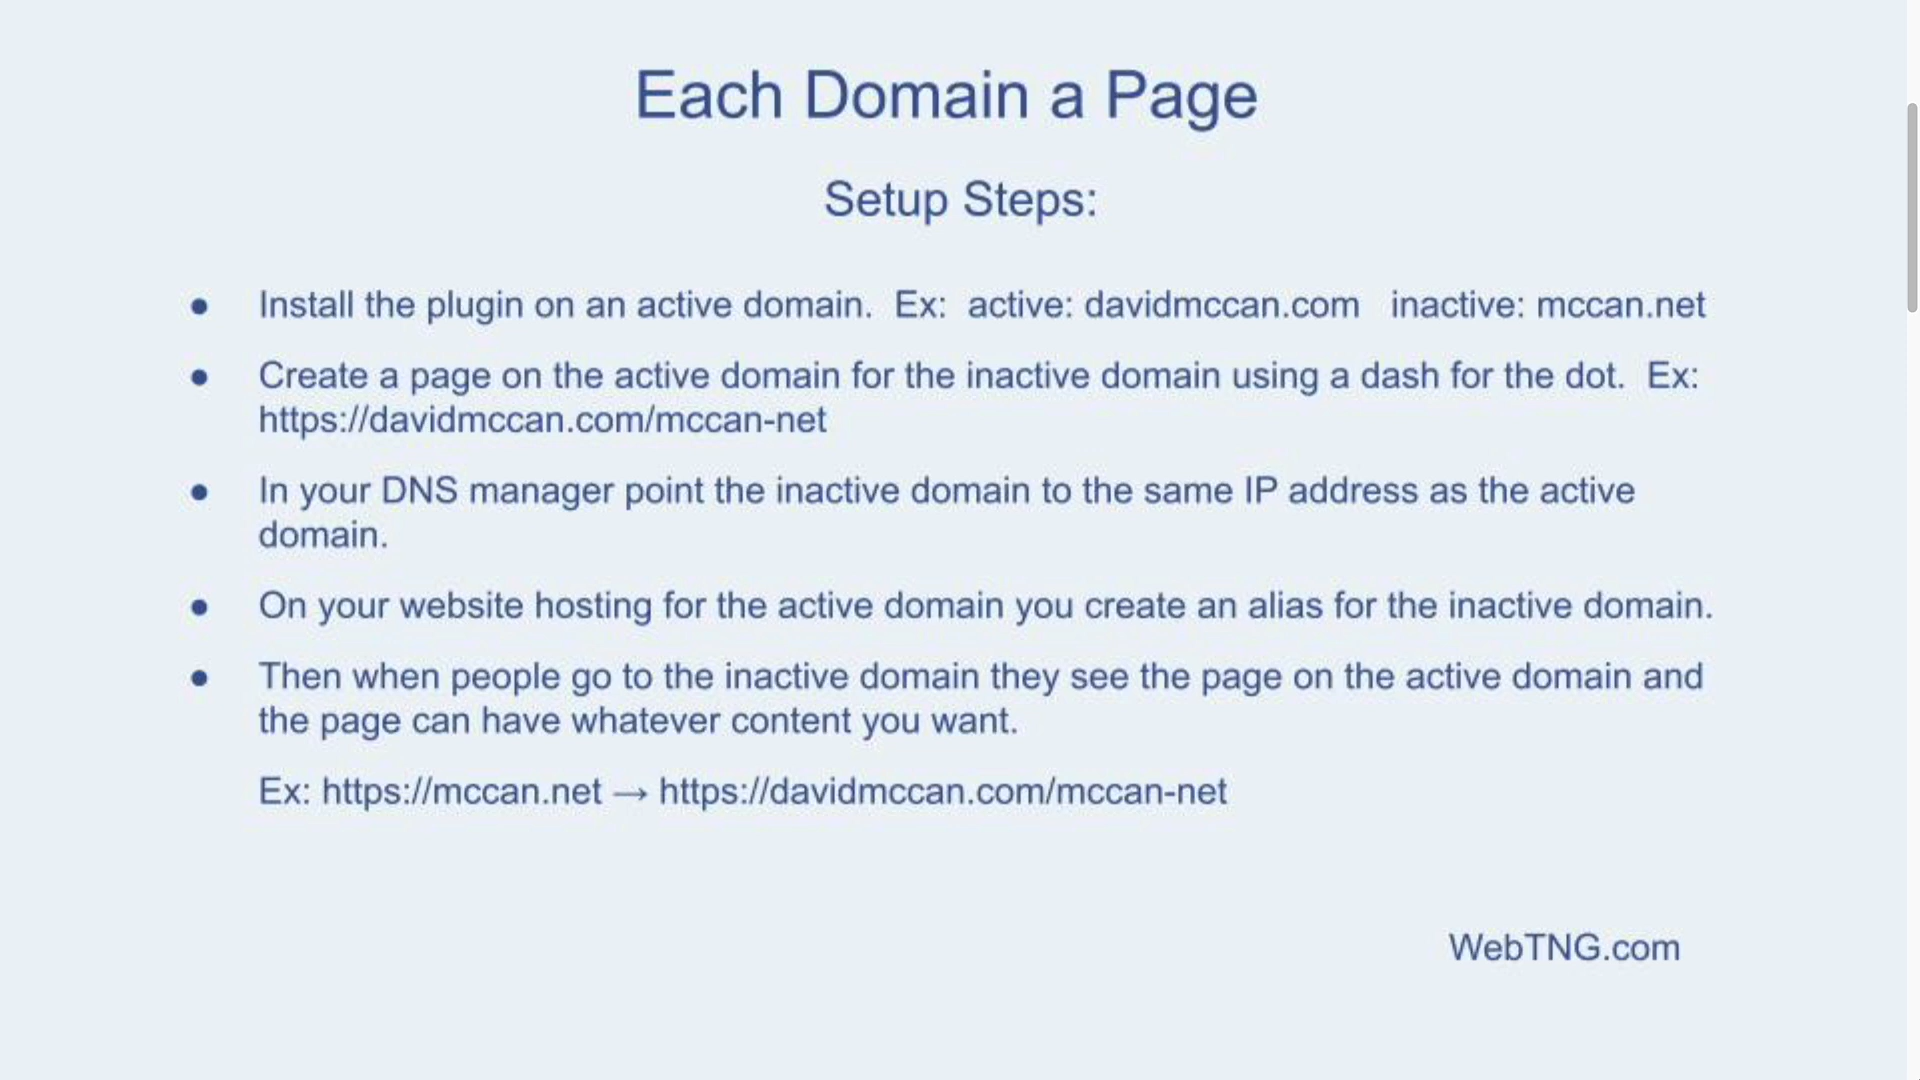 Each Domain a Page
Setup Steps:
● Install the plugin on an active domain.  Ex:  active: davidmccan.com   inactive: mccan.net
● Create a page on the active domain for the inactive domain using a dash for the dot.  Ex:
https://davidmccan.com/mccan-net
● In your DNS manager point the inactive domain to the same IP address as the active
domain.
● On your website hosting for the active domain you create an alias for the inactive domain.
● Then when people go to the inactive domain they see the page on the active domain and
the page can have whatever content you want.
Ex: https://mccan.net → https://davidmccan.com/mccan-net
WebTNG.com